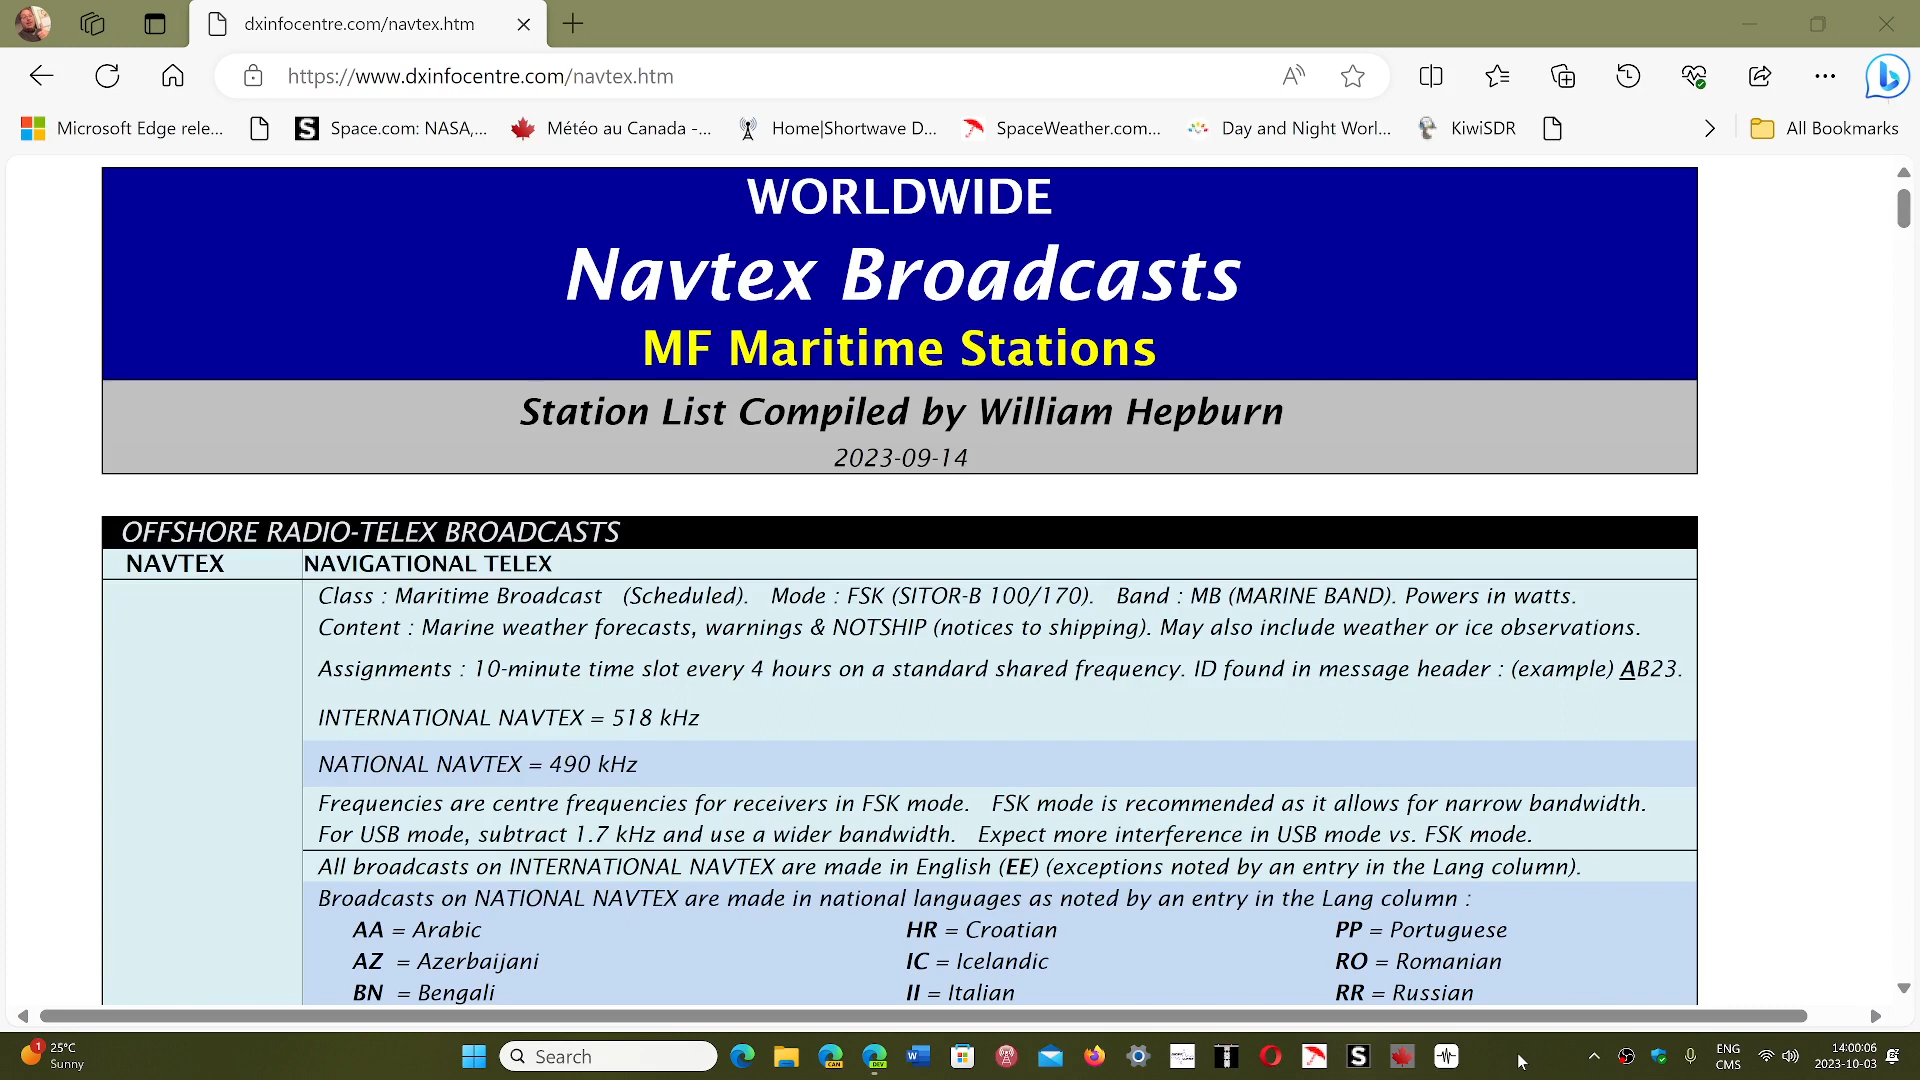 dxinfocentre.com/navtex.htm
https://www.dxinfocentre.com/navtex.htm
Microsoft Edge rele... Space.com: NASA,... Météo au Canada -... Home|Shortwave D... SpaceWeather.com... Day and Night Worl... KiwiSDR All Bookmarks
WORLDWIDE
Navtex Broadcasts
MF Maritime Stations
Station List Compiled by William Hepburn
2023-09-14
OFFSHORE RADIO-TELEX BROADCASTS
NAVTEX NAVIGATIONAL TELEX
Class : Maritime Broadcast (Scheduled). Mode : FSK (SITOR-B 100/170). Band : MB (MARINE BAND). Powers in watts.
Content : Marine weather forecasts, warnings & NOTSHIP (notices to shipping). May also include weather or ice observations.
Assignments : 10-minute time slot every 4 hours on a standard shared frequency. ID found in message header : (example) AB23.
INTERNATIONAL NAVTEX = 518 kHz
NATIONAL NAVTEX = 490 kHz
Frequencies are centre frequencies for receivers in FSK mode. FSK mode is recommended as it allows for narrow bandwidth.
For USB mode, subtract 1.7 kHz and use a wider bandwidth. Expect more interference in USB mode vs. FSK mode.
All broadcasts on INTERNATIONAL NAVTEX are made in English (EE) (exceptions noted by an entry in the Lang column).
Broadcasts on NATIONAL NAVTEX are made in national languages as noted by an entry in the Lang column :
AA = Arabic HR = Croatian PP = Portuguese
AZ = Azerbaijani IC = Icelandic RO = Romanian
BN = Bengali II = Italian RR = Russian
1 25°C Search ENG 14:00:06
Sunny CMS 2023-10-03